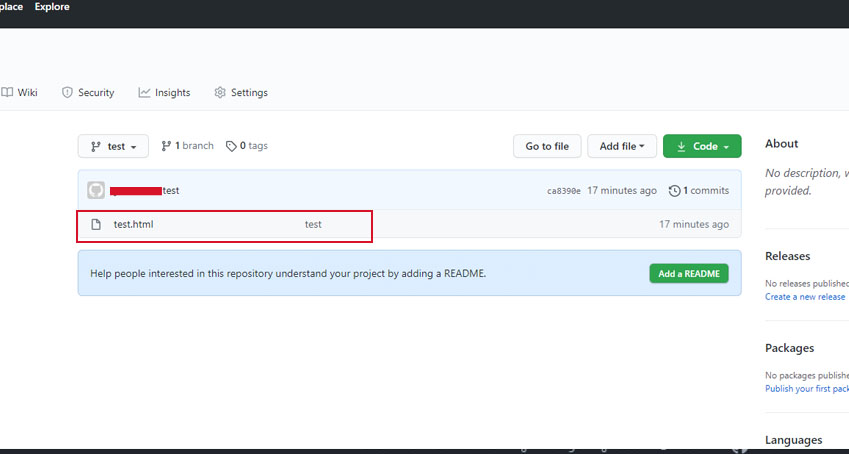 place Explore
Wiki Security Insights Settings
test 1 branch 0 tags Go to file Add file Code
About
No description, w
provided.
test ca8390e 17 minutes ago 1 commits
test.html test 17 minutes ago
Releases
No releases published
Create a new release
Help people interested in this repository understand your project by adding a README. Add a README
Packages
No packages publishe
Publish your first pack
Languages